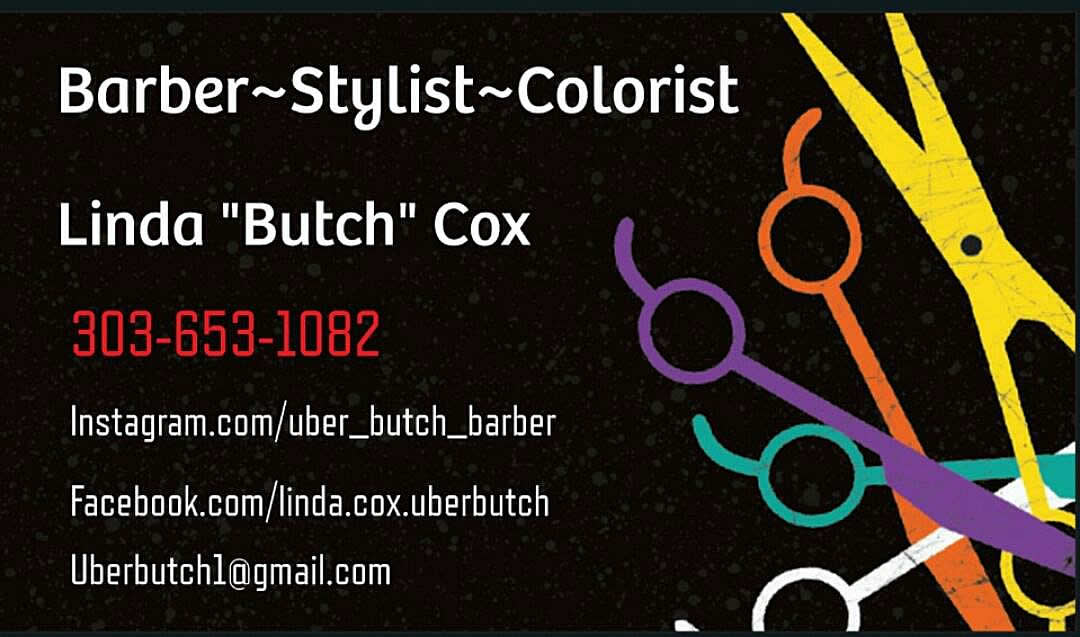 Barber~Stylist~Colorist
Linda "Butch" Cox
303-653-1082
Instagram.com/uber_butch_barber
Facebook.com/linda.cox.uberbutch
Uberbutch1@gmail.com